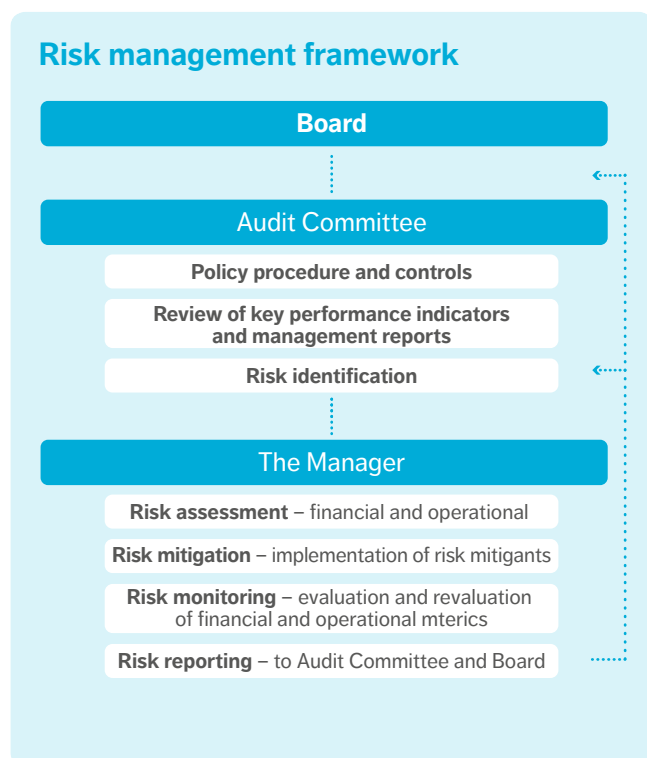 Risk management framework
Board
Audit Committee
Policy procedure and controls
Review of key performance indicators
and management reports
Risk identification
The Manager
Risk assessment – financial and operational
Risk mitigation – implementation of risk mitigants
Risk monitoring – evaluation and revaluation
of financial and operational mterics
Risk reporting – to Audit Committee and Board